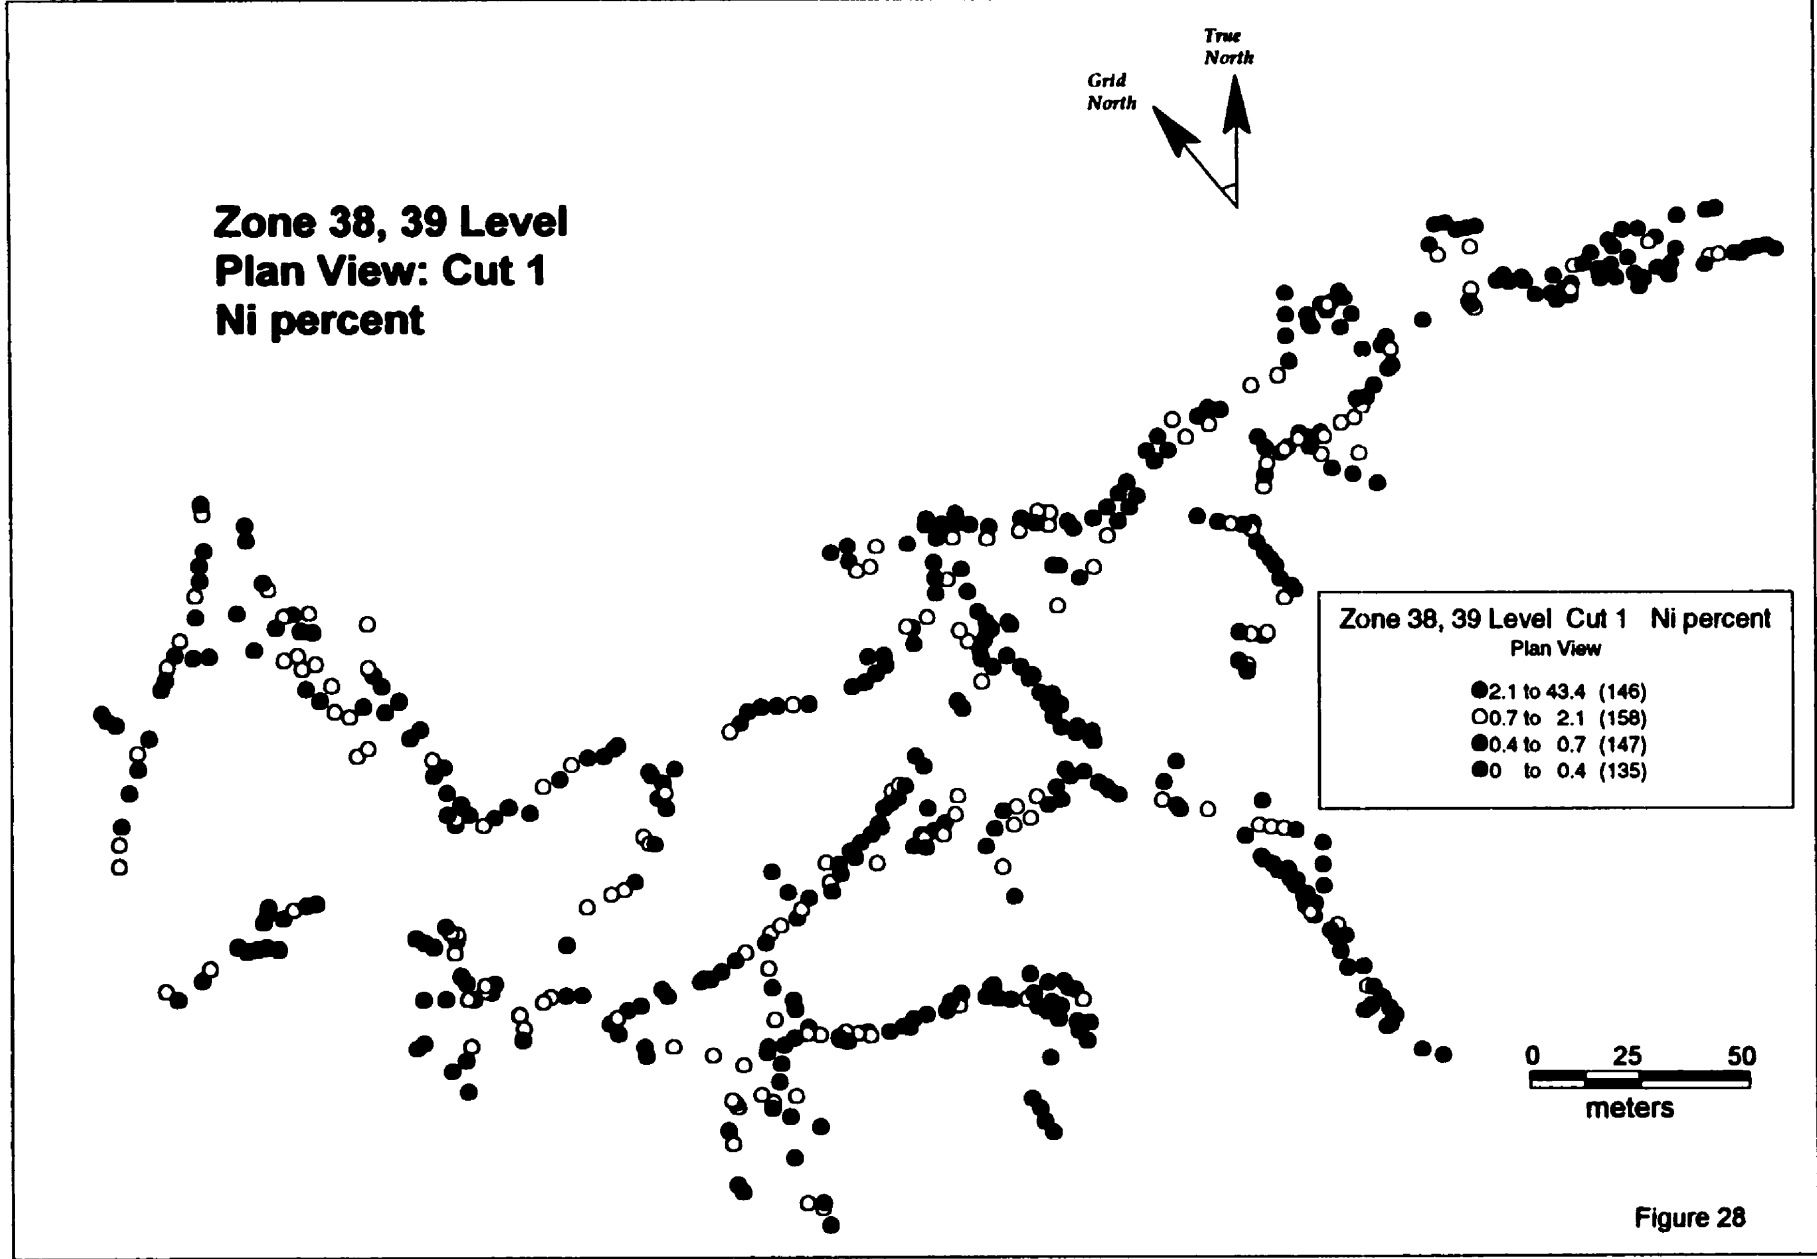 True
North
Grid
North
Zone 38, 39 Level
Plan View: Cut 1
Ni percent
Zone 38, 39 Level Cut 1 Ni percent
Plan View
2.1 to 43.4 (146)
0.7 to 2.1 (158)
0.4 to 0.7 (147)
0 to 0.4 (135)
0 25 50
meters
Figure 28